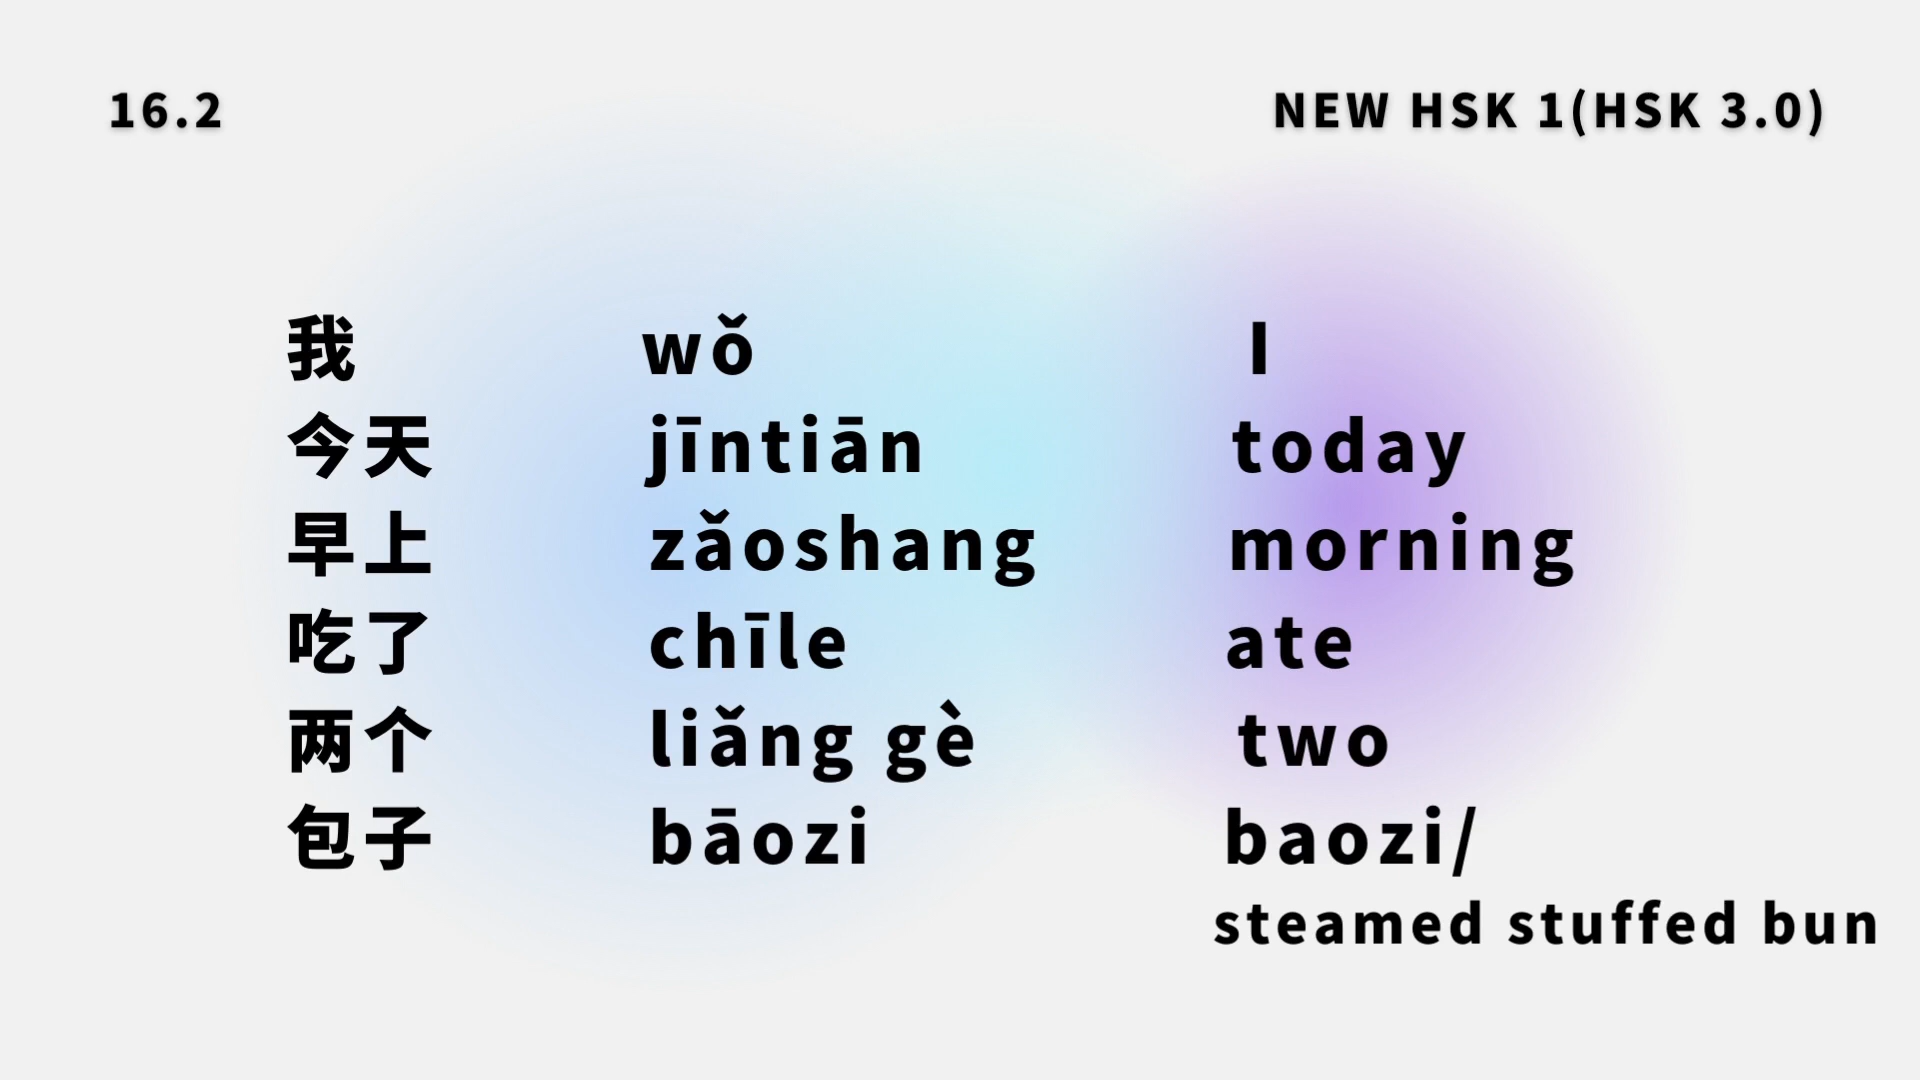 16.2 NEW HSK 1(HSK 3.0)
我 wǒ I
今天 jīntiān today
早上 zǎoshang morning
吃了 chīle ate
两个 liǎng gè two
包子 bāozi baozi/
steamed stuffed bun